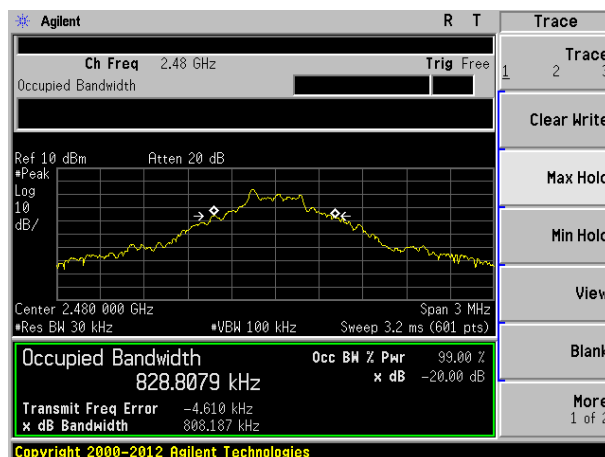 Agilent R T Trace
Ch Freq 2.48 GHz Trig Free
Occupied Bandwidth
Trace
1 2 3
Clear Write
Max Hold
Min Hold
View
Blank
More
1 of 2
Ref 10 dBm Atten 20 dB
#Peak
Log
10
dB/
Center 2.480 000 GHz Span 3 MHz
#Res BW 30 kHz #VBW 100 kHz Sweep 3.2 ms (601 pts)
Occupied Bandwidth Occ BW % Pwr 99.00 %
828.8079 kHz x dB -20.00 dB
Transmit Freq Error -4.610 kHz
x dB Bandwidth 808.187 kHz
Copyright 2000-2012 Agilent Technologies